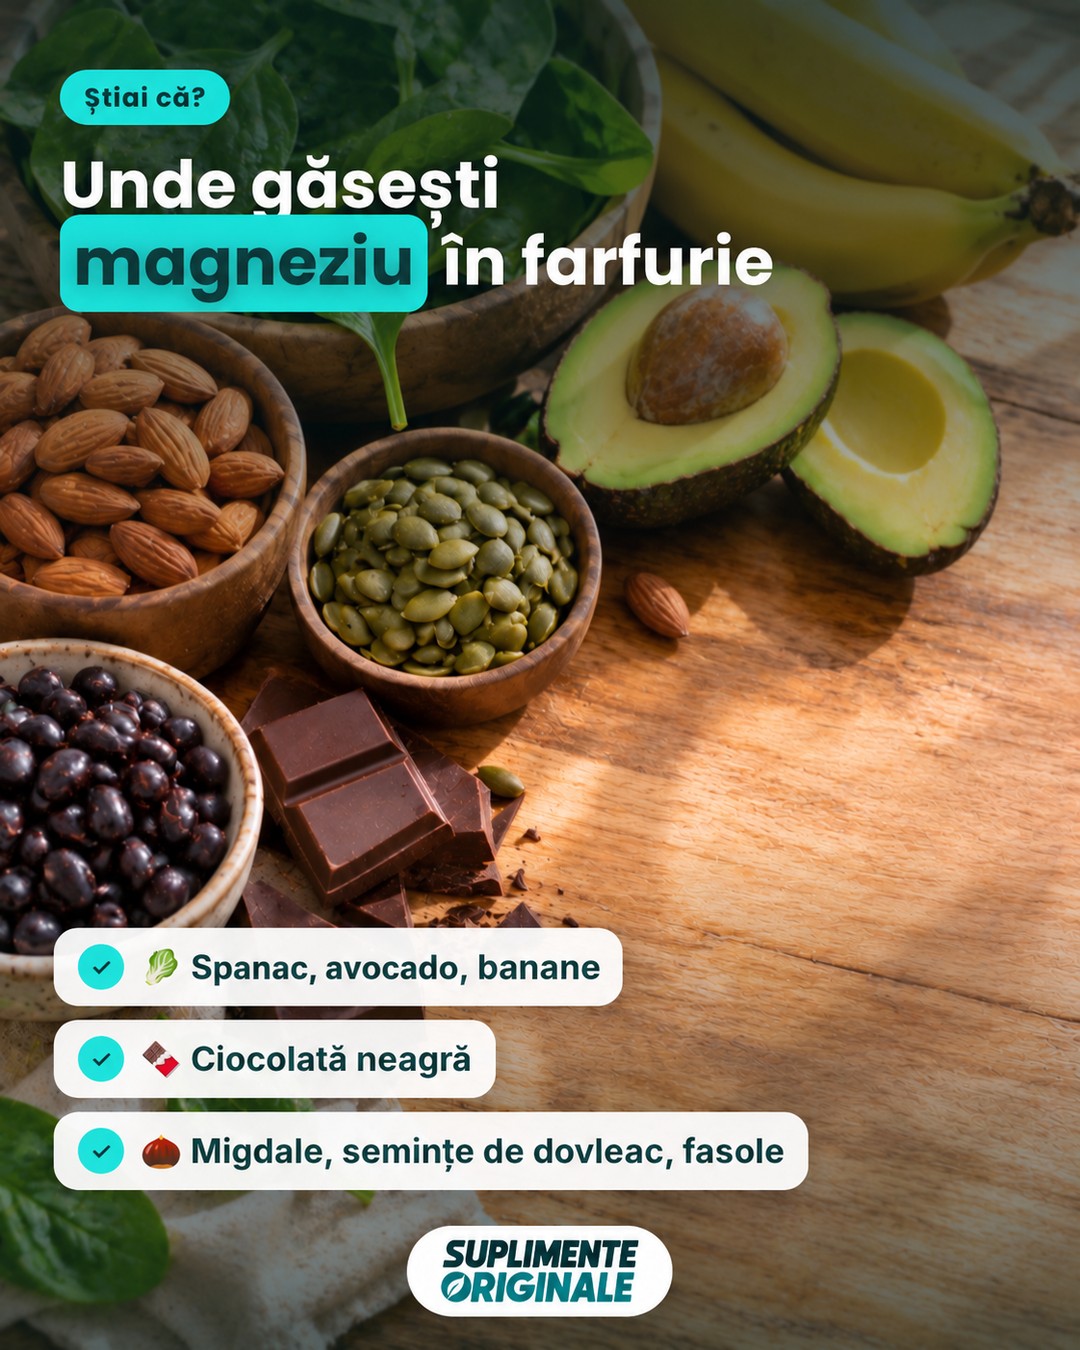 Știai că?
Unde găsești
magneziu în farfurie
Spanac, avocado, banane
Ciocolată neagră
Migdale, semințe de dovleac, fasole
SUPLIMENTE
ORIGINALE